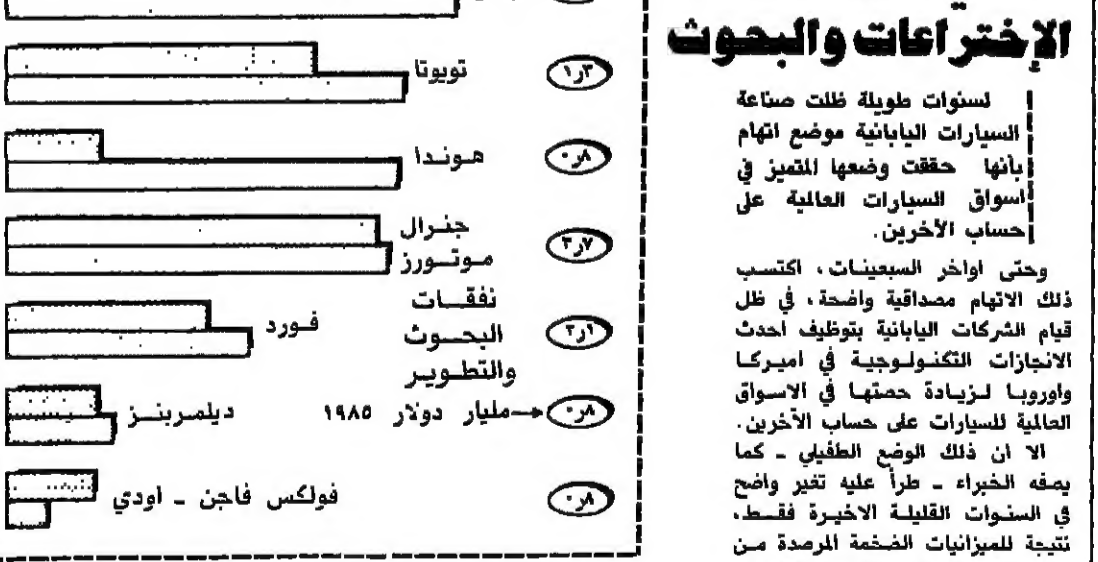 الإختراعات والبحوث
لسنوات طويلة ظلت صناعة
السيارات اليابانية موضع اتهام
بأنها حققت وضعها المتميز في
اسواق السيارات العالمية على
حساب الآخرين.
وحتى اواخر السبعينات، اكتسب
ذلك الاتهام مصداقية واضحة، في ظل
قيام الشركات اليابانية بتوظيف احدث
الانجازات التكنولوجية في اميركا
واوروبا لزيادة حصتها في الاسواق
العالمية للسيارات على حساب الآخرين.
الا ان ذلك الوضع الطفيلي ـ كما
يصفه الخبراء ـ طرأ عليه تغير واضح
في السنوات القليلة الاخيرة فقط،
نتيجة للميزانيات الضخمة المرصدة من
١٫٣ تويوتا
٠٫٨ هوندا
٣٫٧ جنرال
موتورز
نفقات
البحوث
والتطوير
فورد
٠٫٨ مليار دولار ١٩٨٥ ديلمربنز
٠٫٨ فولكس فاجن ـ اودي